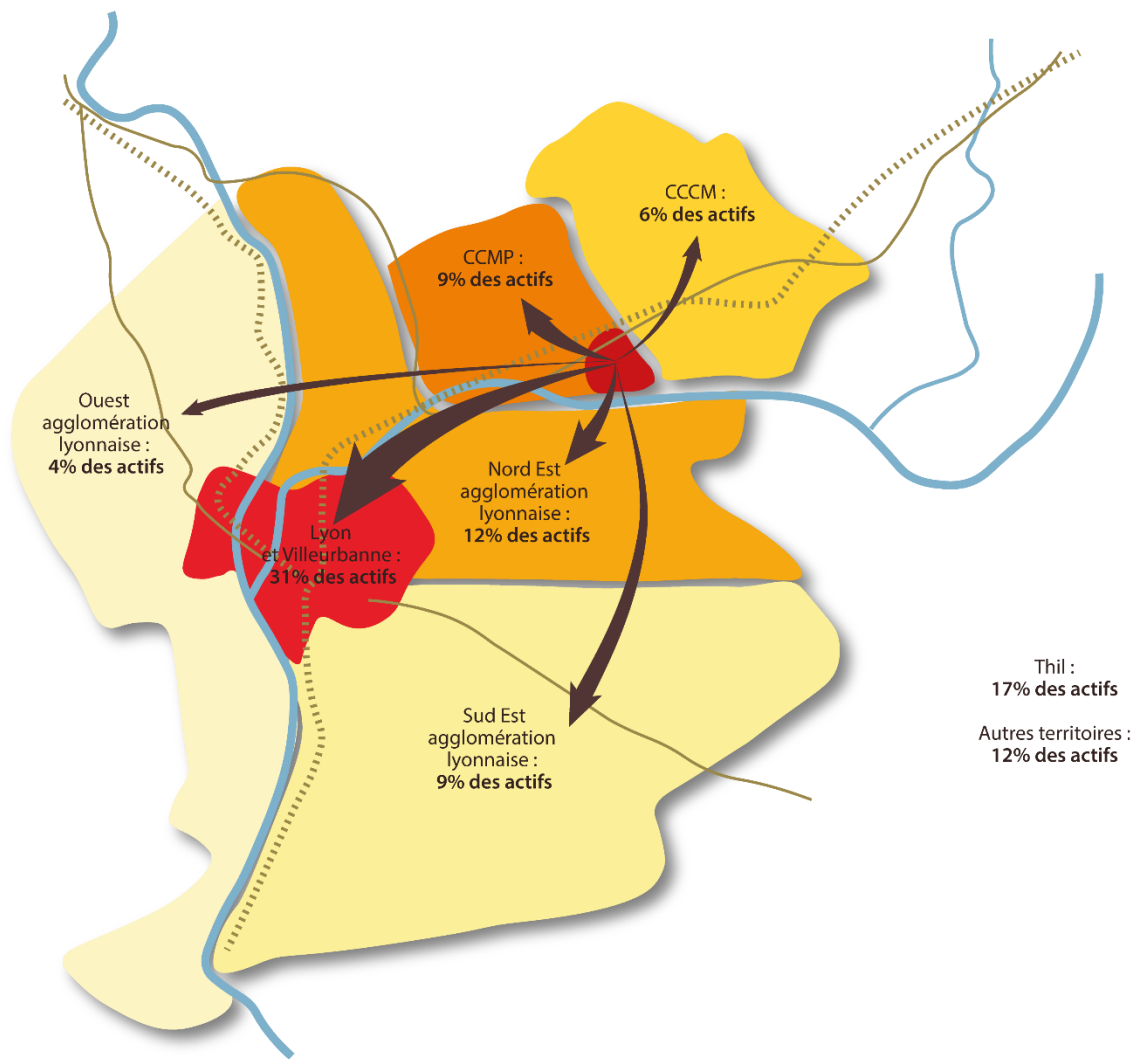 CCCM :
6% des actifs
CCMP :
9% des actifs
Ouest
agglomération
lyonnaise :
4% des actifs
Nord Est
agglomération
lyonnaise :
12% des actifs
Lyon
et Villeurbanne :
31% des actifs
Sud Est
agglomération
lyonnaise :
9% des actifs
Thil :
17% des actifs
Autres territoires :
12% des actifs